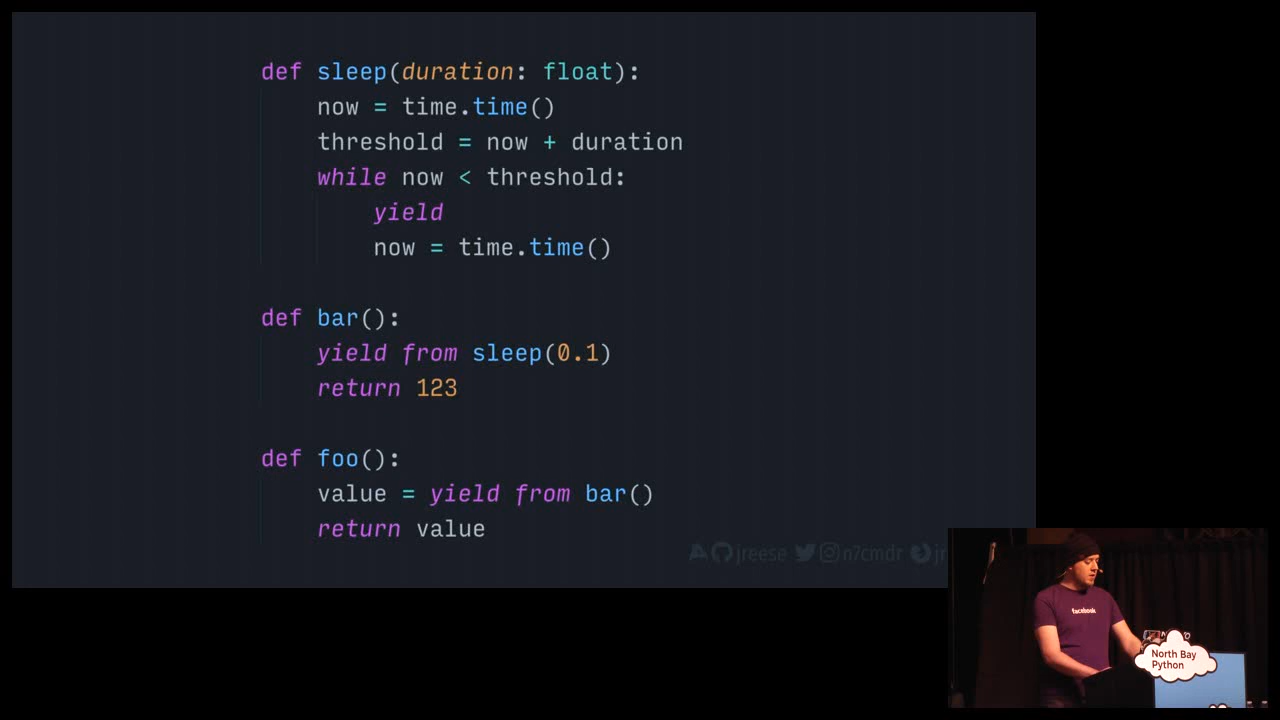 def sleep(duration: float):
    now = time.time()
    threshold = now + duration
    while now < threshold:
        yield
        now = time.time()

def bar():
    yield from sleep(0.1)
    return 123

def foo():
    value = yield from bar()
    return value
jreese n7cmdr jr
facebook
North Bay
Python